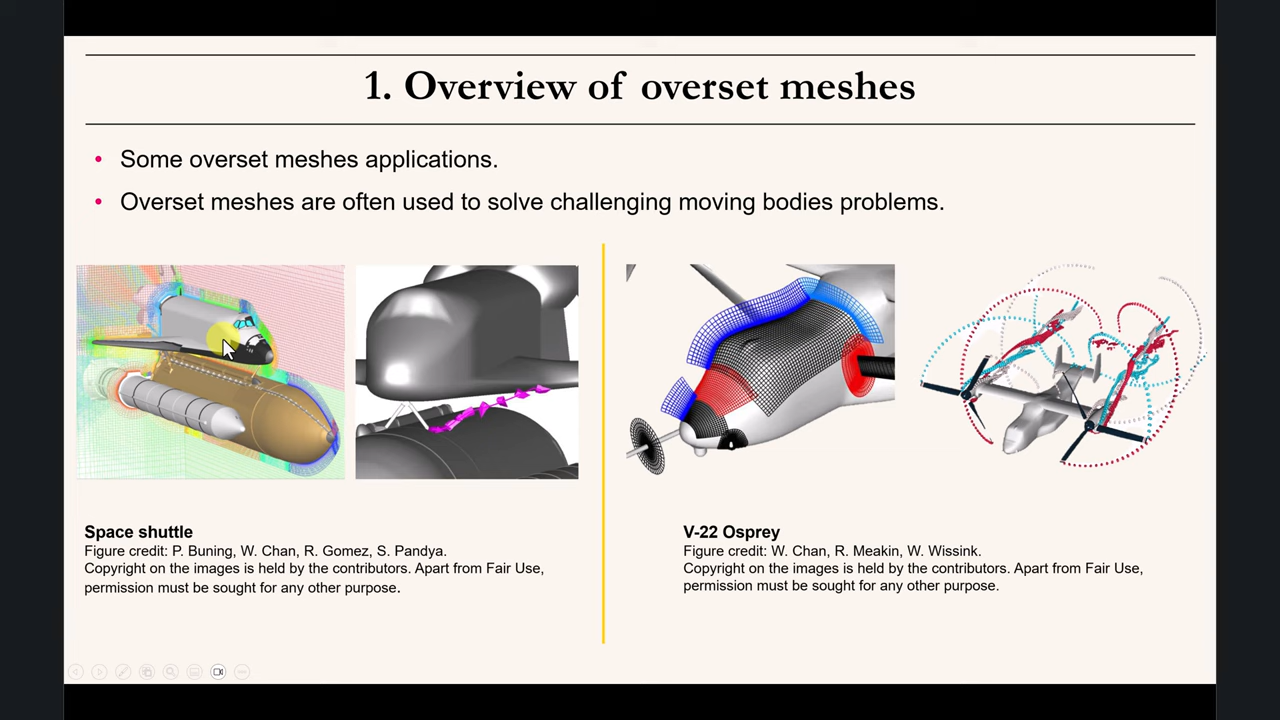 1. Overview of overset meshes
• Some overset meshes applications.
• Overset meshes are often used to solve challenging moving bodies problems.
Space shuttle
Figure credit: P. Buning, W. Chan, R. Gomez, S. Pandya.
Copyright on the images is held by the contributors. Apart from Fair Use,
permission must be sought for any other purpose.
V-22 Osprey
Figure credit: W. Chan, R. Meakin, W. Wissink.
Copyright on the images is held by the contributors. Apart from Fair Use,
permission must be sought for any other purpose.